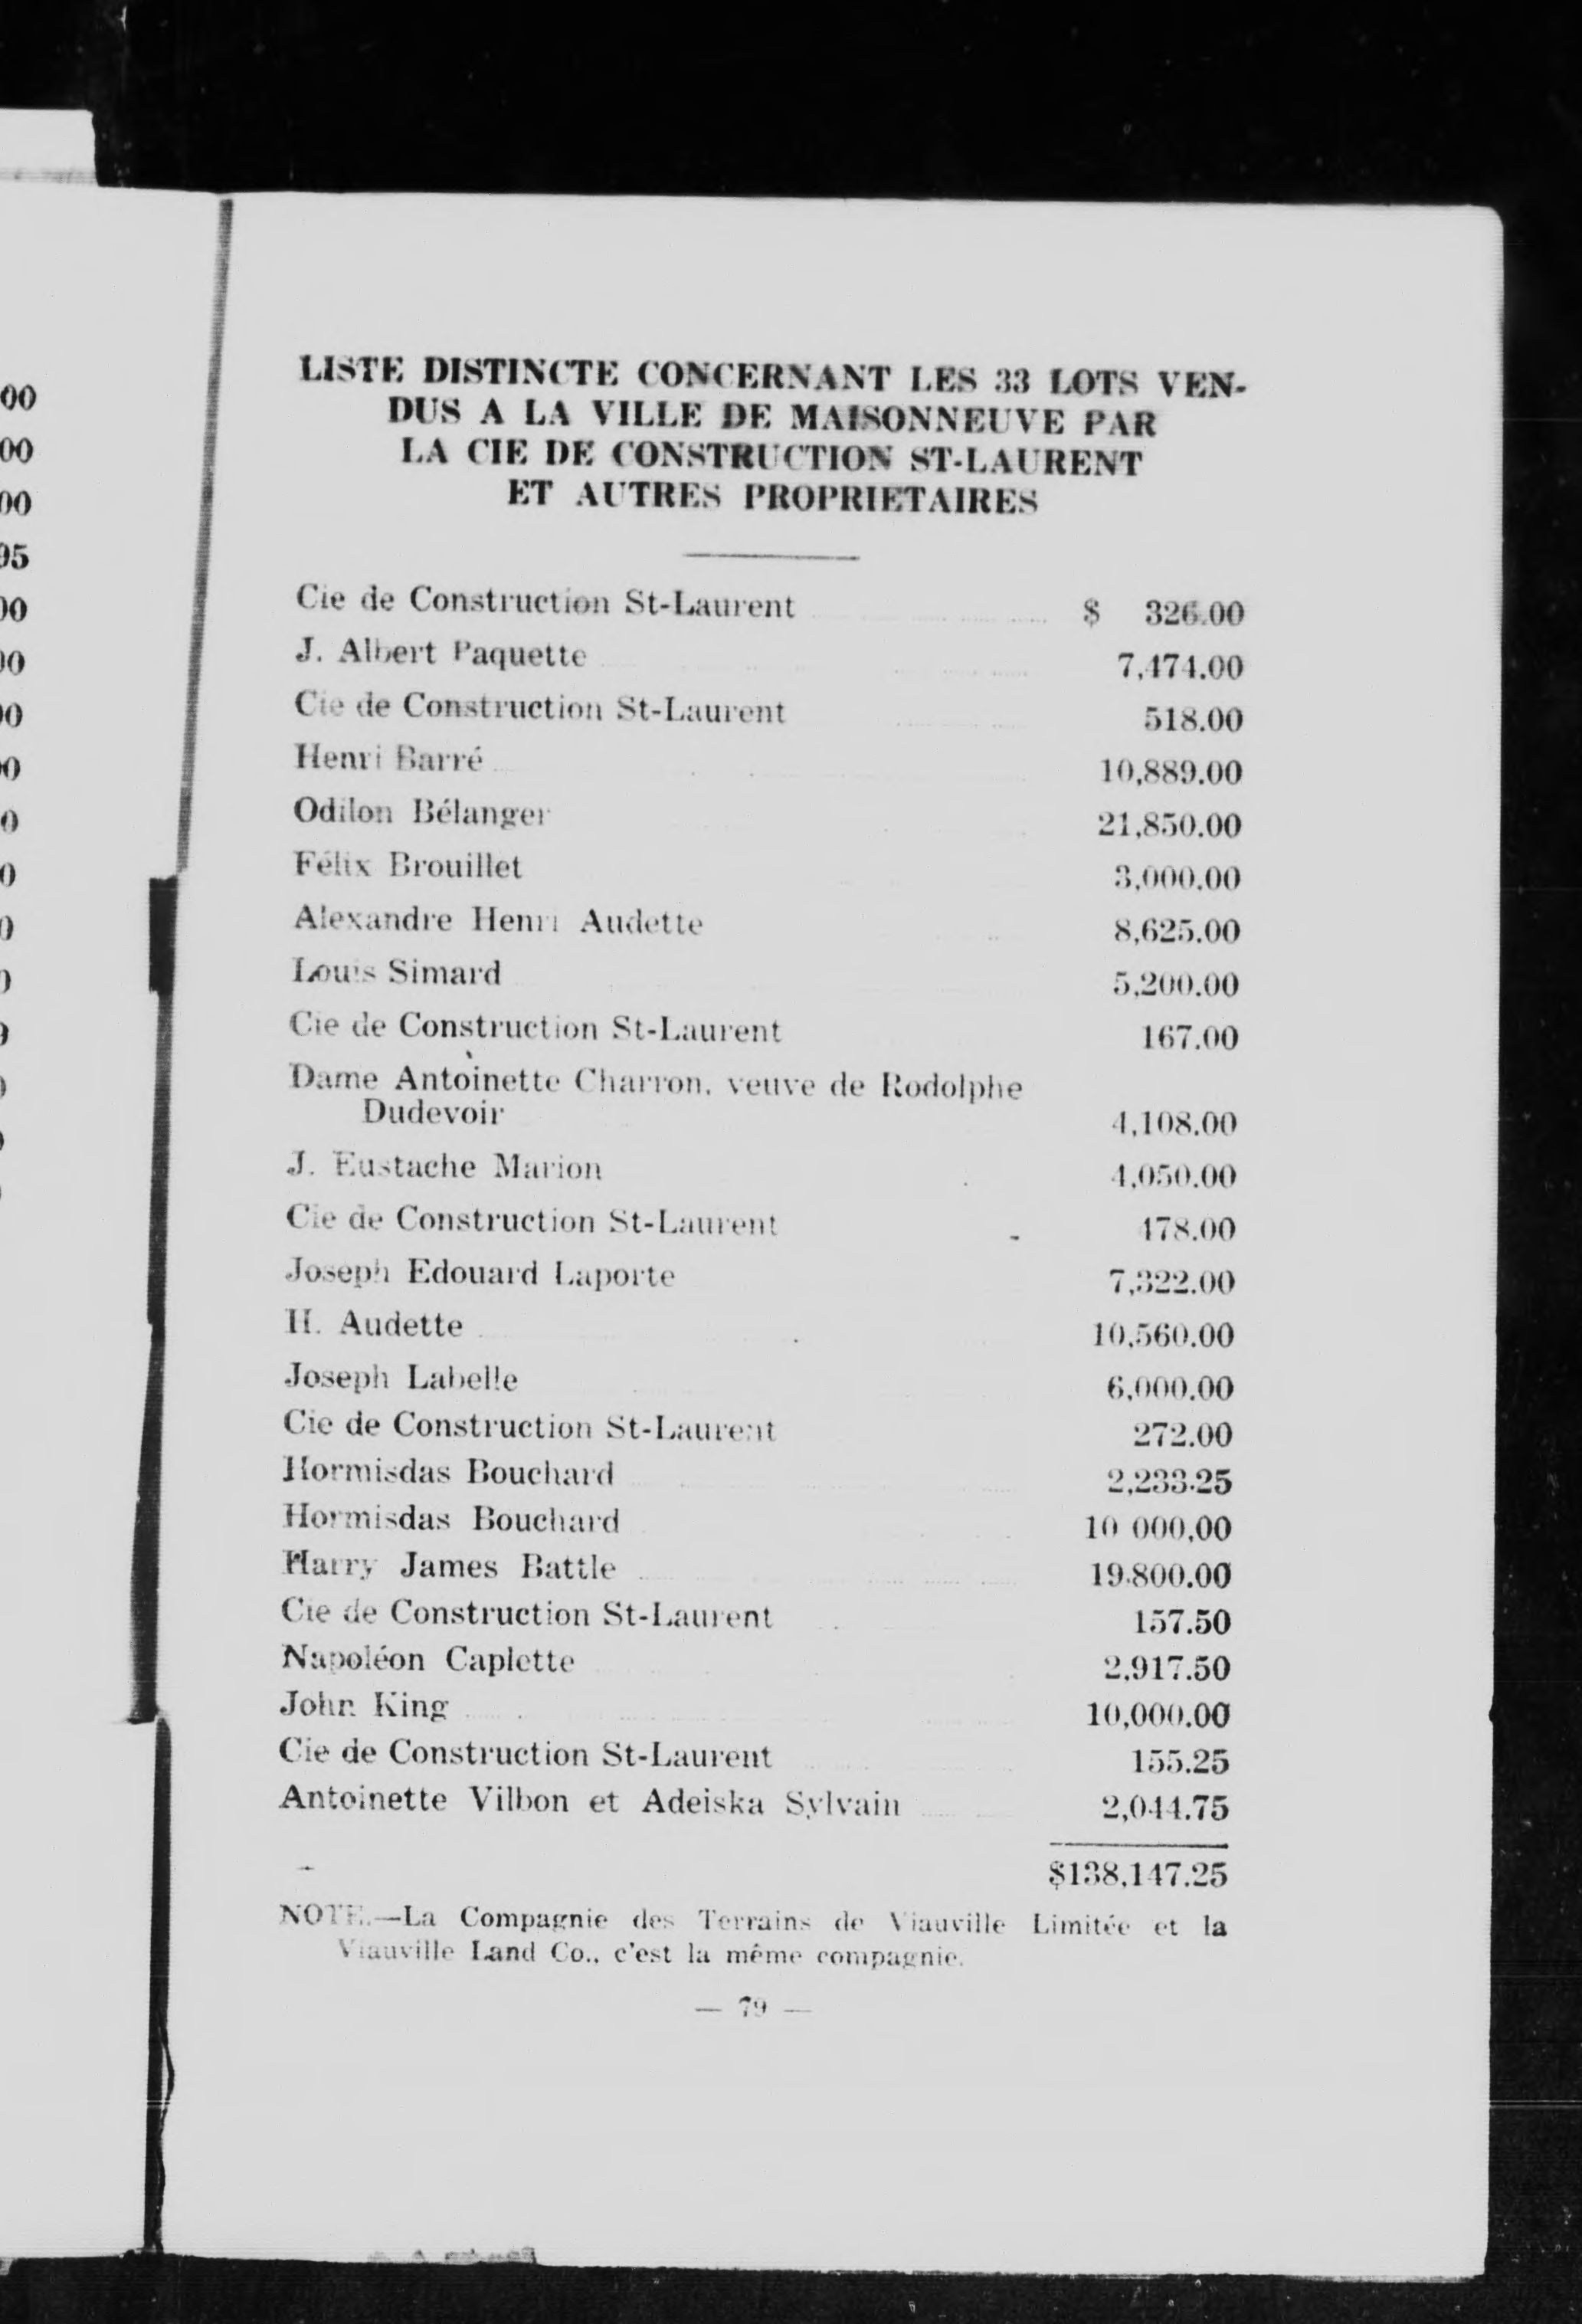 LISTE DISTINCTE CONCERNANT LES 33 LOTS VEN-
DUS A LA VILLE DE MAISONNEUVE PAR
LA CIE DE CONSTRUCTION ST-LAURENT
ET AUTRES PROPRIETAIRES
Cie de Construction St-Laurent $ 326.00
J. Albert Paquette 7,474.00
Cie de Construction St-Laurent 518.00
Henri Barré 10,889.00
Odilon Bélanger 21,850.00
Félix Brouillet 3,000.00
Alexandre Henri Audette 8,625.00
Louis Simard 5,200.00
Cie de Construction St-Laurent 167.00
Dame Antoinette Charron, veuve de Rodolphe
Dudevoir 4,108.00
J. Eustache Marion 4,050.00
Cie de Construction St-Laurent 478.00
Joseph Edouard Laporte 7,322.00
H. Audette 10,560.00
Joseph Labelle 6,000.00
Cie de Construction St-Laurent 272.00
Hormisdas Bouchard 2,233.25
Hormisdas Bouchard 10 000,00
Harry James Battle 19.800.00
Cie de Construction St-Laurent 157.50
Napoléon Caplette 2,917.50
John King 10,000.00
Cie de Construction St-Laurent 155.25
Antoinette Vilbon et Adeiska Sylvain 2,044.75
$138,147.25
NOTE.—La Compagnie des Terrains de Viauville Limitée et la
Viauville Land Co., c'est la même compagnie.
— 79 —